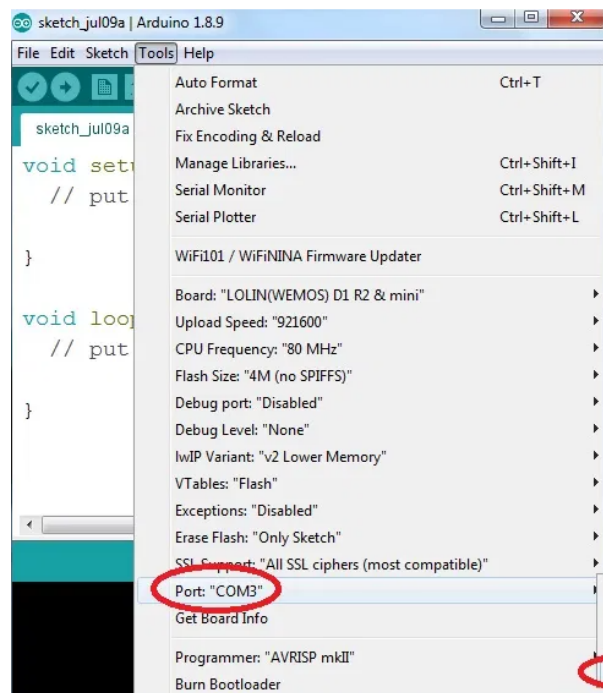 sketch_jul09a | Arduino 1.8.9
File Edit Sketch Tools Help
Auto Format Ctrl+T
Archive Sketch
sketch_jul09a Fix Encoding & Reload
void Manage Libraries... Ctrl+Shift+I
// put Serial Monitor Ctrl+Shift+M
Serial Plotter Ctrl+Shift+L
} WiFi101 / WiFiNINA Firmware Updater
Board: "LOLIN(WEMOS) D1 R2 & mini"
void Upload Speed: "921600"
// put CPU Frequency: "80 MHz"
Flash Size: "4M (no SPIFFS)"
} Debug port: "Disabled"
Debug Level: "None"
lwIP Variant: "v2 Lower Memory"
VTables: "Flash"
Exceptions: "Disabled"
Erase Flash: "Only Sketch"
SSL Support: "All SSL ciphers (most compatible)"
Port: "COM3"
Get Board Info
Programmer: "AVRISP mkII"
Burn Bootloader